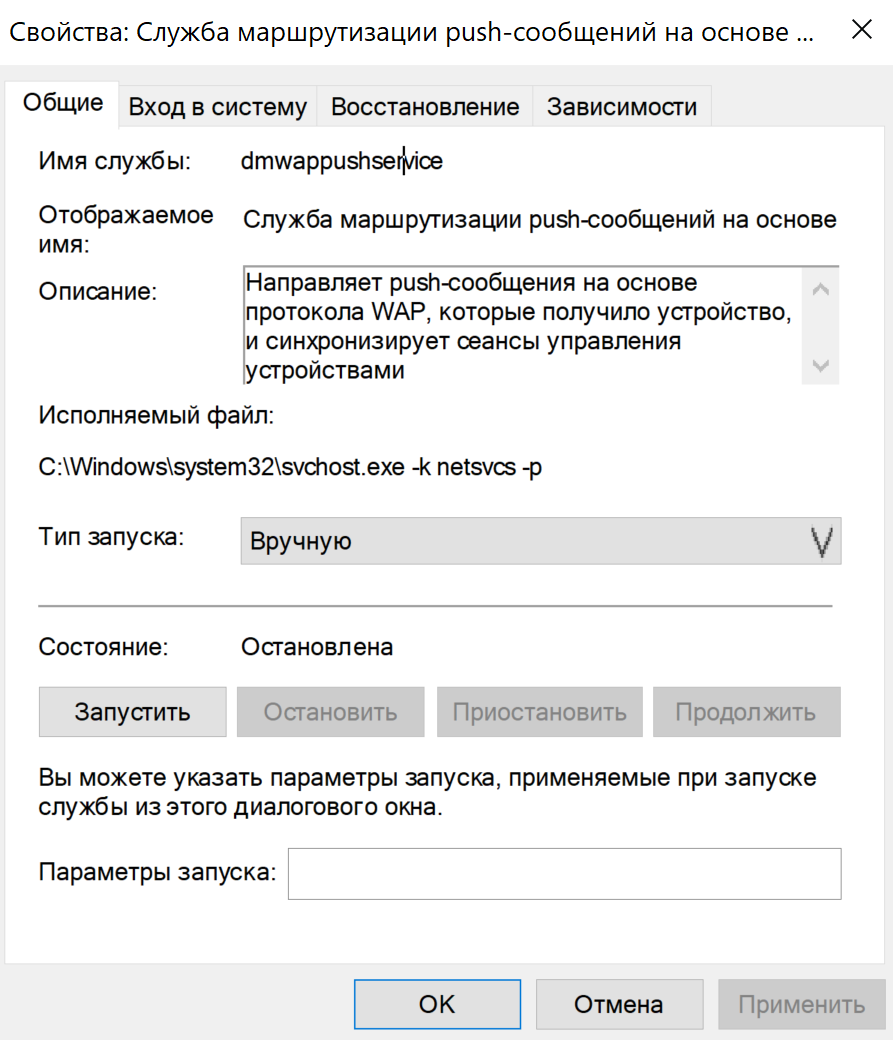 Свойства: Служба маршрутизации push-сообщений на основе ...
Общие
Вход в систему
Восстановление
Зависимости
Имя службы:
dmwappushservice
Отображаемое
имя:
Служба маршрутизации push-сообщений на основе
Описание:
Направляет push-сообщения на основе
протокола WAP, которые получило устройство,
и синхронизирует сеансы управления
устройствами
Исполняемый файл:
C:\Windows\system32\svchost.exe -k netsvcs -p
Тип запуска:
Вручную
Состояние:
Остановлена
Запустить
Остановить
Приостановить
Продолжить
Вы можете указать параметры запуска, применяемые при запуске
службы из этого диалогового окна.
Параметры запуска:
OK
Отмена
Применить